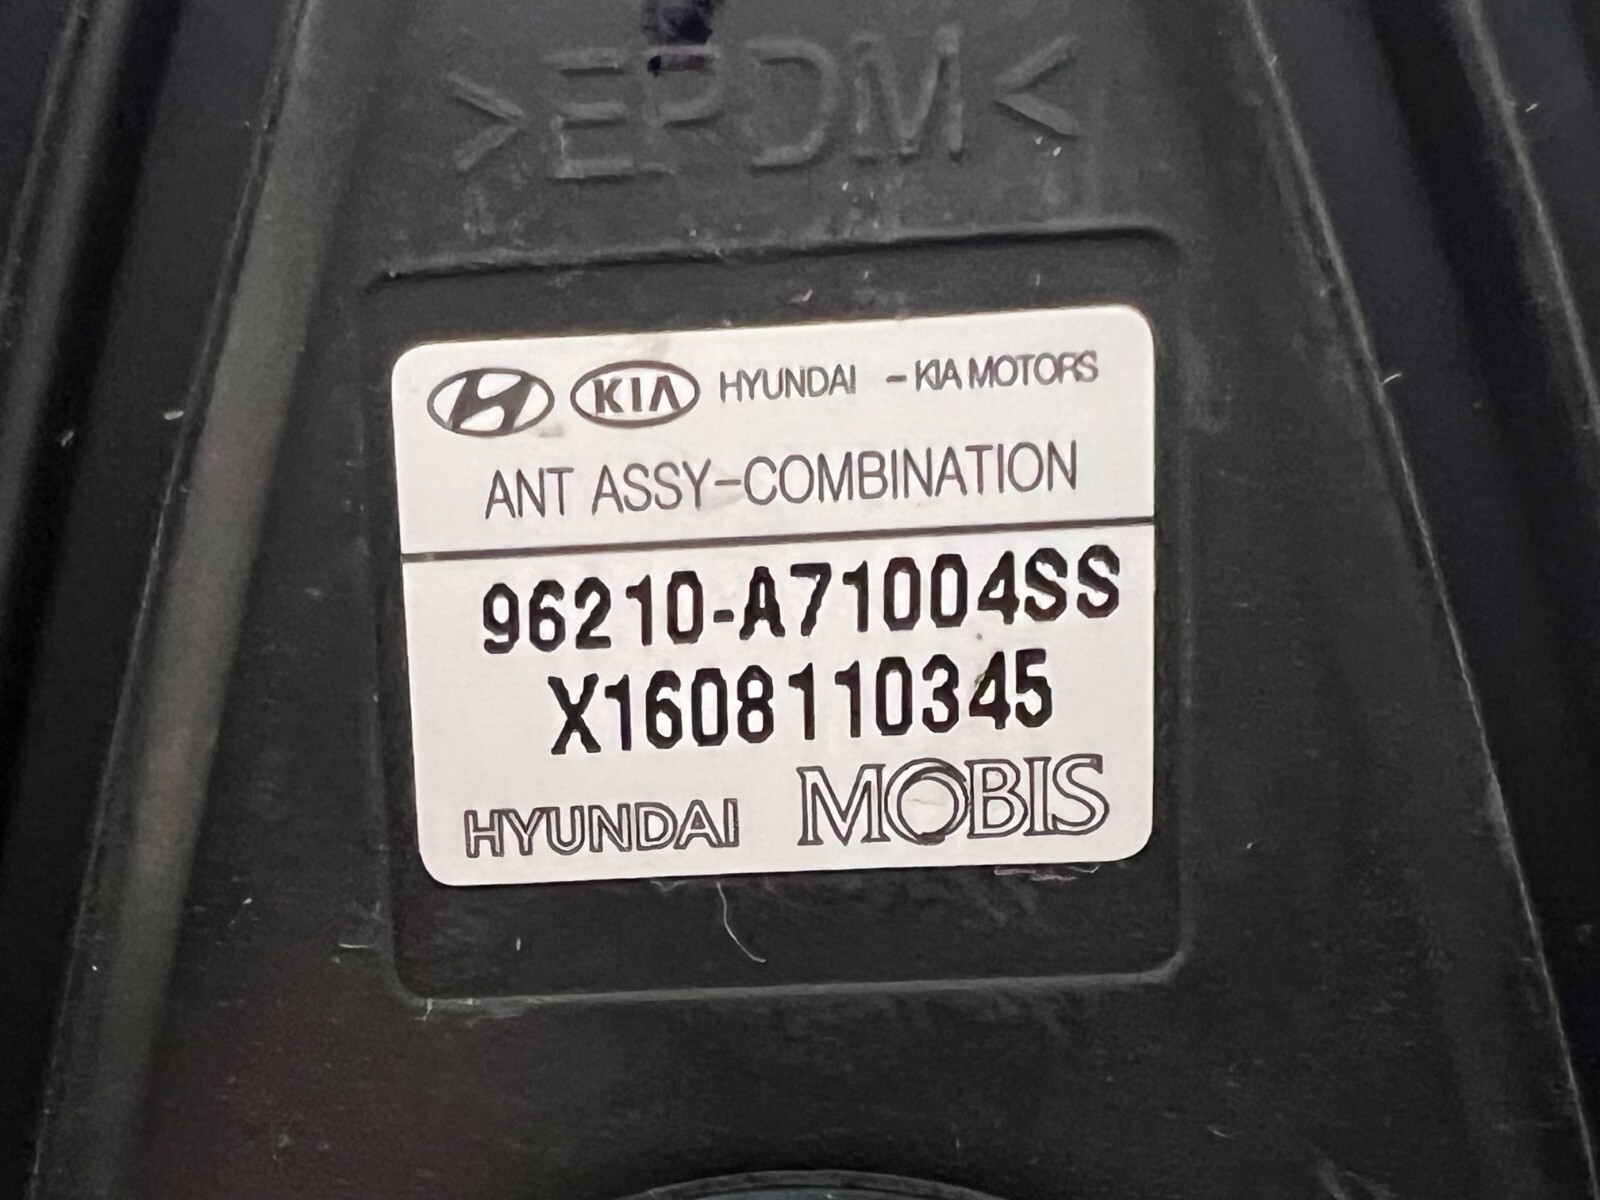 >EPDM<
KIA HYUNDAI - KIA MOTORS
ANT ASSY-COMBINATION
96210-A71004SS
X1608110345
HYUNDAI MOBIS